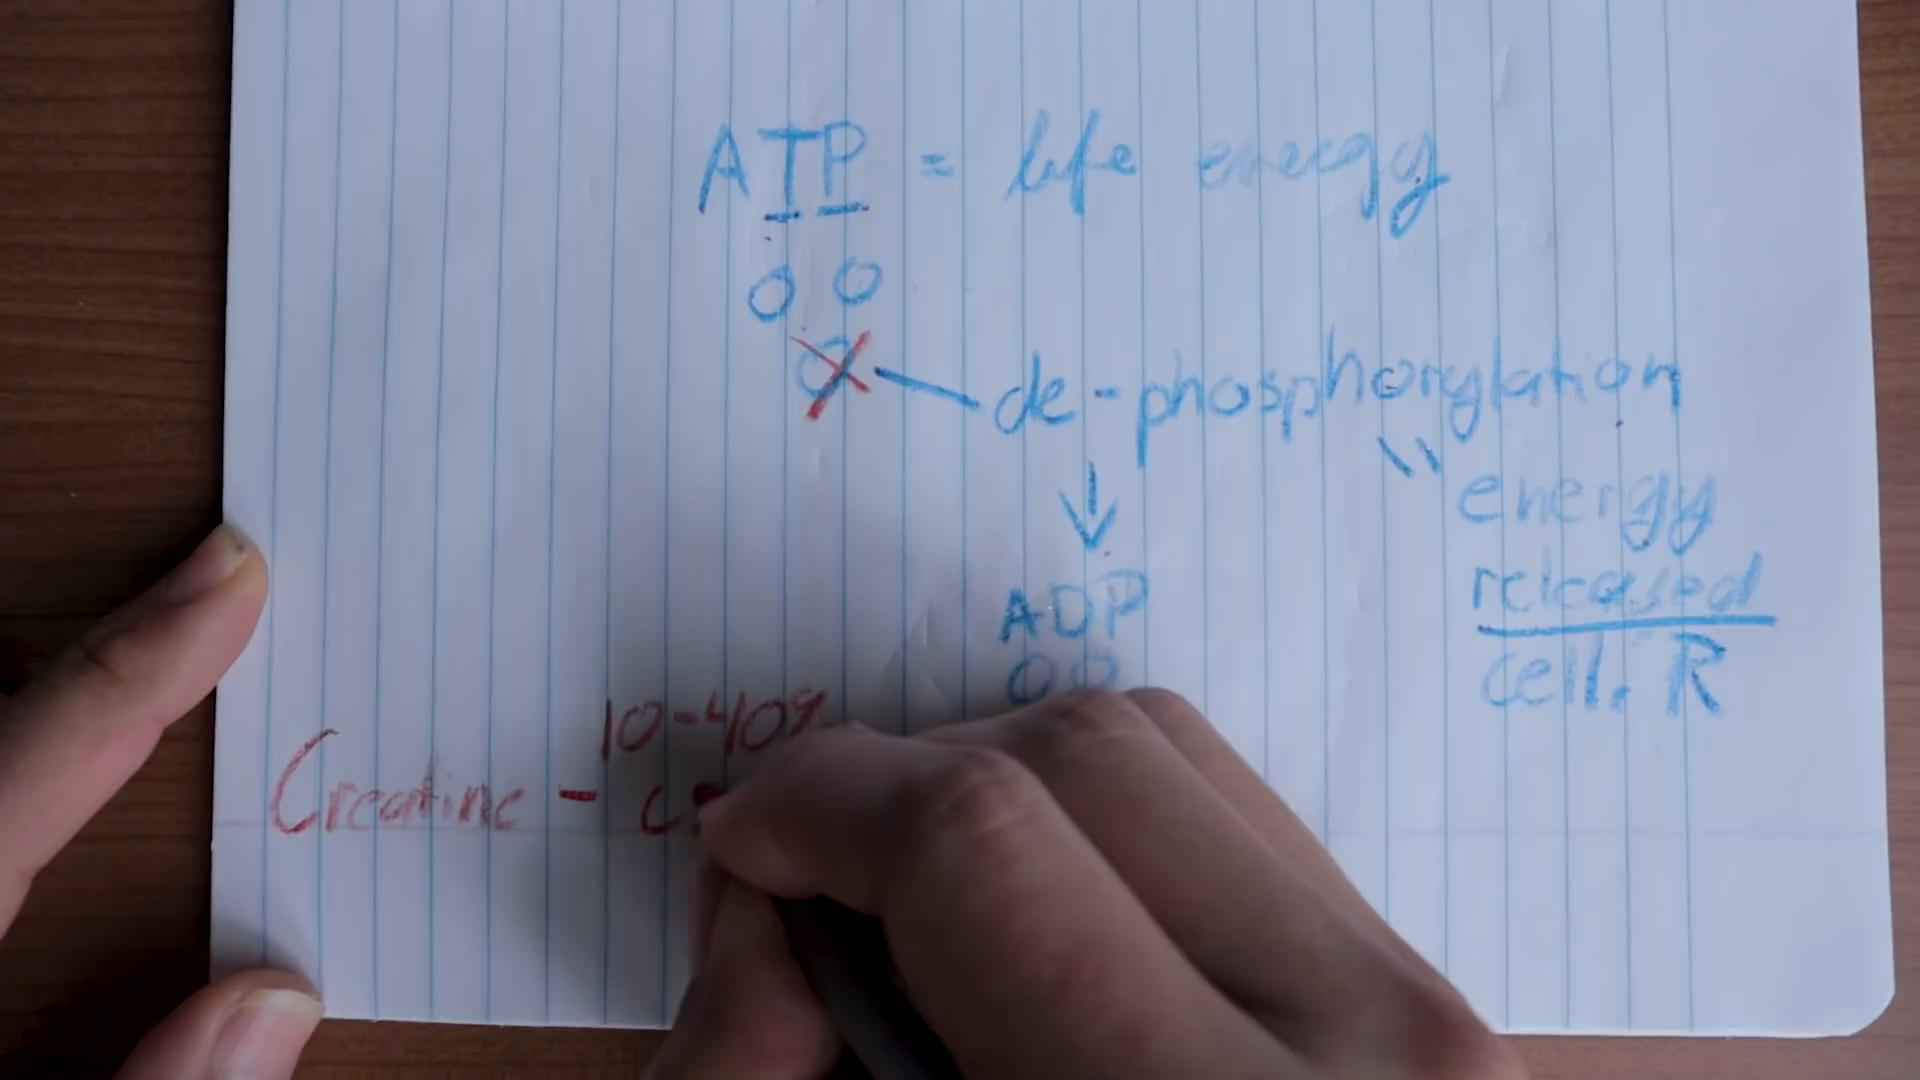 ATP = life energy
de-phosphorylation
energy
released
ADP
cell. R
10-40%
Creatine -